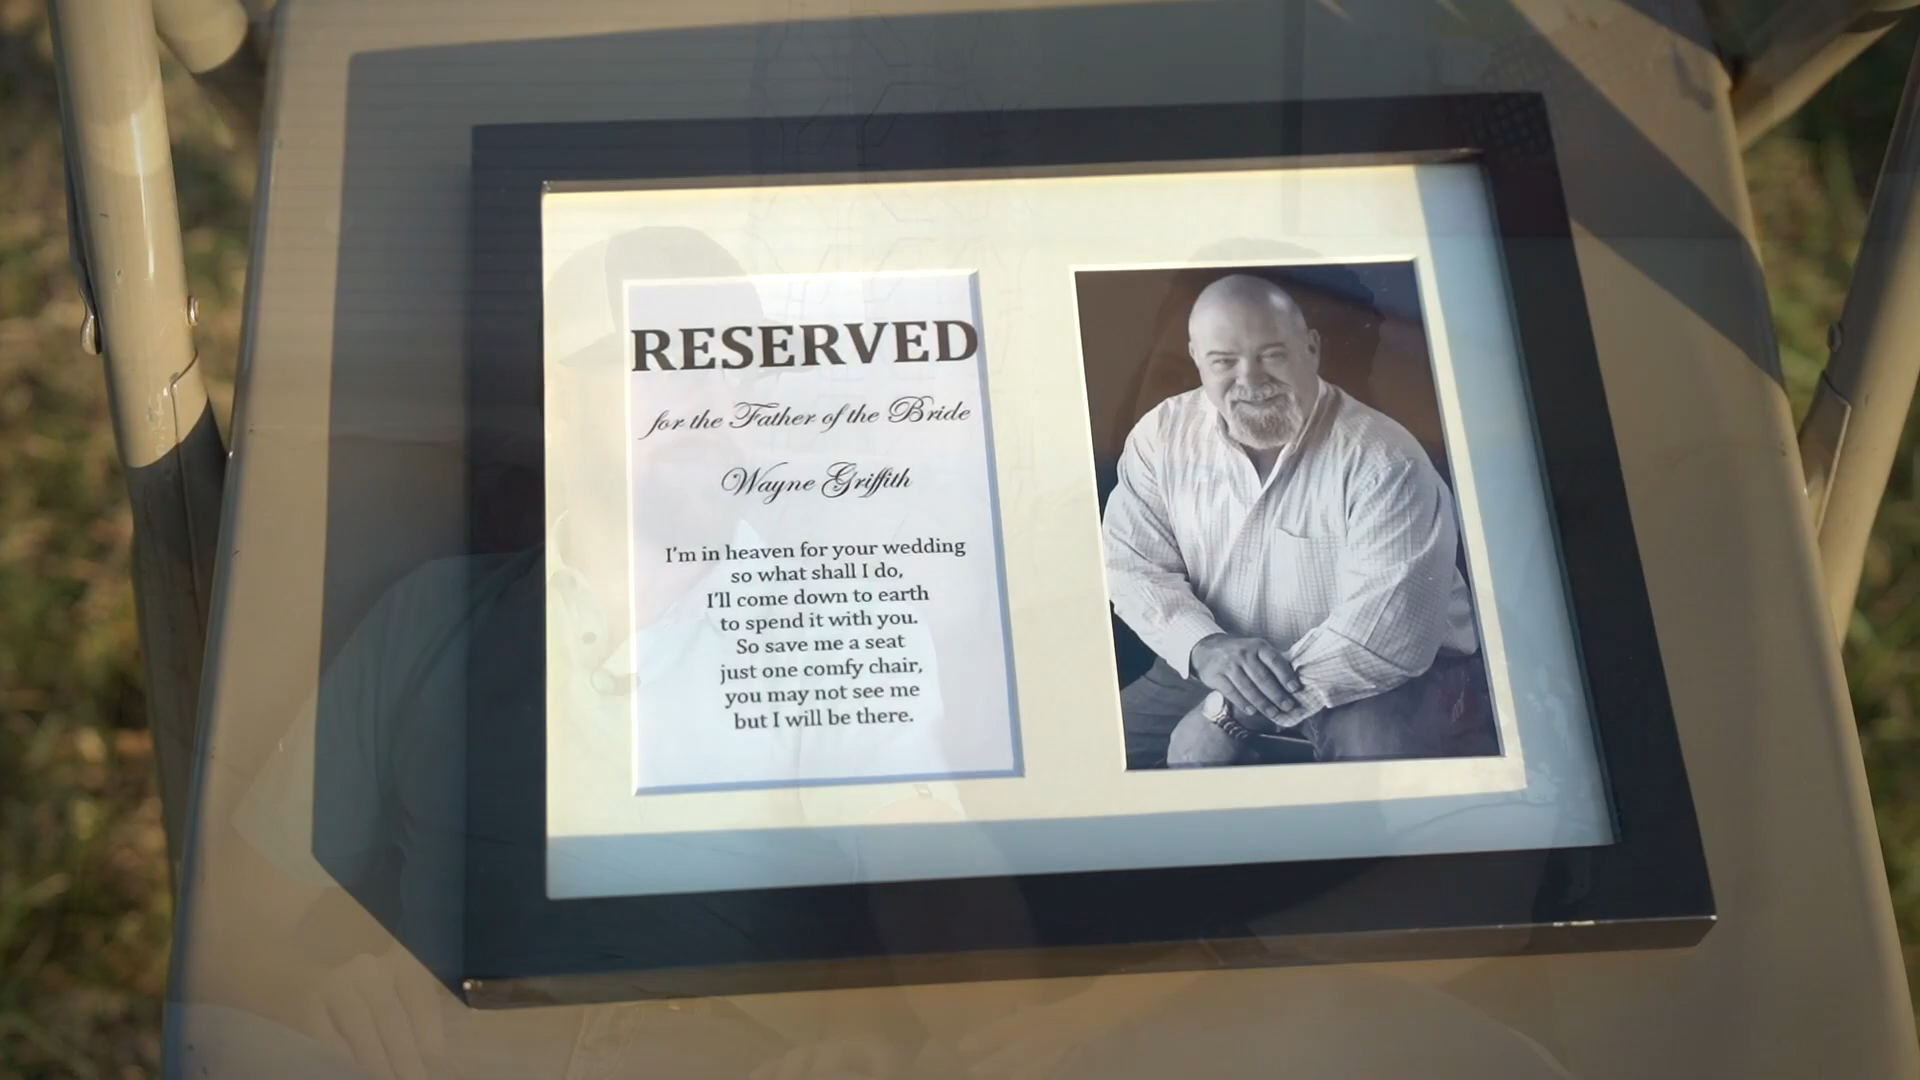 RESERVED
for the Father of the Bride
Wayne Griffith
I'm in heaven for your wedding
so what shall I do,
I'll come down to earth
to spend it with you.
So save me a seat
just one comfy chair,
you may not see me
but I will be there.